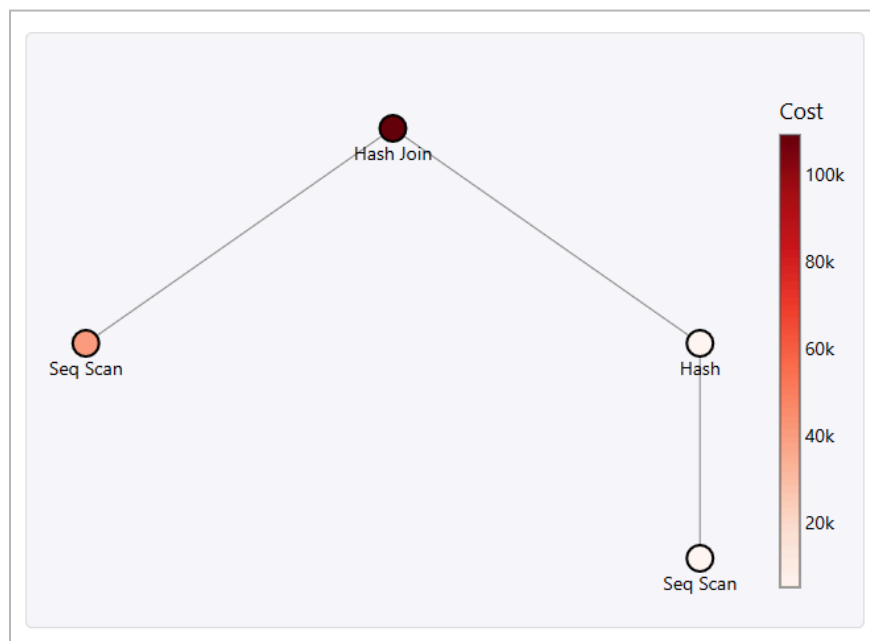 Cost
Hash Join
100k
80k
60k
Seq Scan
Hash
40k
20k
Seq Scan